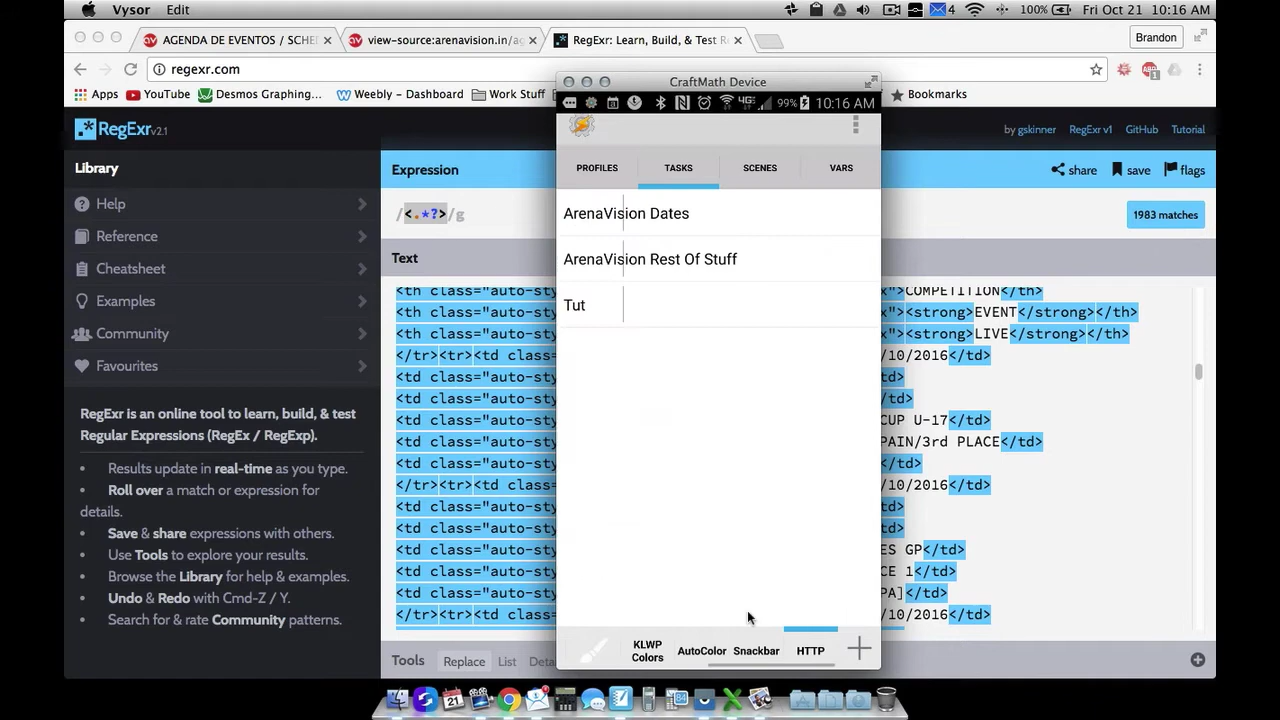 Vysor Edit
4 100% Fri Oct 21 10:16 AM
AGENDA DE EVENTOS / SCHE
view-source:arenavision.in/ag
RegExr: Learn, Build, & Test R
Brandon
regexr.com
Apps YouTube Desmos Graphing... Weebly - Dashboard Work Stuff Bookmarks
CraftMath Device
4G 99% 10:16 AM
RegExr v2.1
by gskinner RegExr v1 GitHub Tutorial
Library
Help
Reference
Cheatsheet
Examples
Community
Favourites
RegExr is an online tool to learn, build, & test
Regular Expressions (RegEx / RegExp).
Results update in real-time as you type.
Roll over a match or expression for
details.
Save & share expressions with others.
Use Tools to explore your results.
Browse the Library for help & examples.
Undo & Redo with Cmd-Z / Y.
Search for & rate Community patterns.
Expression
share save flags
/<.*?>/g
1983 matches
Text
<th class="auto-sty
<th class="auto-sty
<th class="auto-sty
</tr><tr><td class=
<td class="auto-sty
<td class="auto-sty
<td class="auto-sty
<td class="auto-sty
<td class="auto-sty
</tr><tr><td class=
<td class="auto-sty
<td class="auto-sty
<td class="auto-sty
<td class="auto-sty
<td class="auto-sty
</tr><tr><td class=
x">COMPETITION</th>
x"><strong>EVENT</strong></th>
x"><strong>LIVE</strong></th>
/10/2016</td>
td>
/td>
CUP U-17</td>
PAIN/3rd PLACE</td>
</td>
/10/2016</td>
td>
td>
ES GP</td>
CE 1</td>
PA]</td>
/10/2016</td>
Tools Replace List Deta
PROFILES TASKS SCENES VARS
ArenaVision Dates
ArenaVision Rest Of Stuff
Tut
KLWP
Colors
AutoColor Snackbar HTTP
21
84